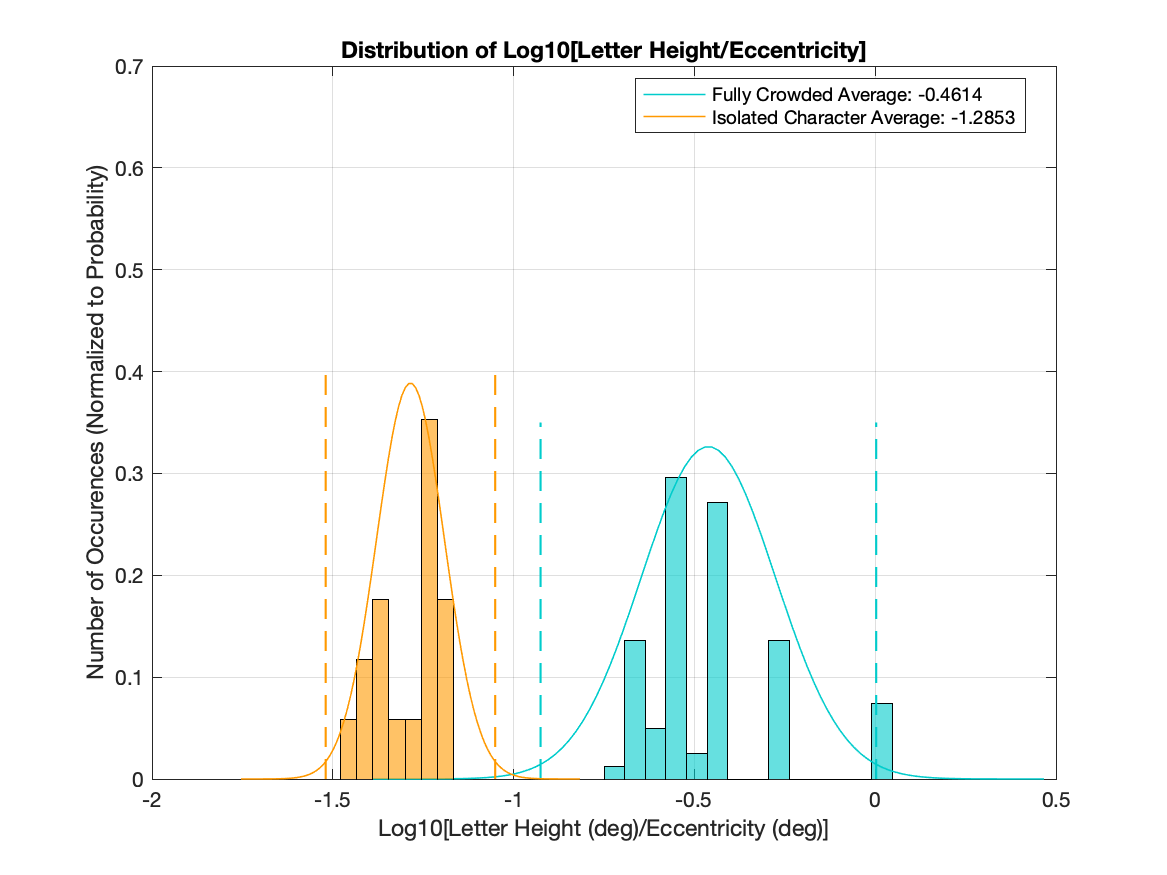 Distribution of Log10[Letter Height/Eccentricity]
Fully Crowded Average: -0.4614
Isolated Character Average: -1.2853
Number of Occurences (Normalized to Probability)
0.7
0.6
0.5
0.4
0.3
0.2
0.1
0
-2
-1.5
-1
-0.5
0
0.5
Log10[Letter Height (deg)/Eccentricity (deg)]